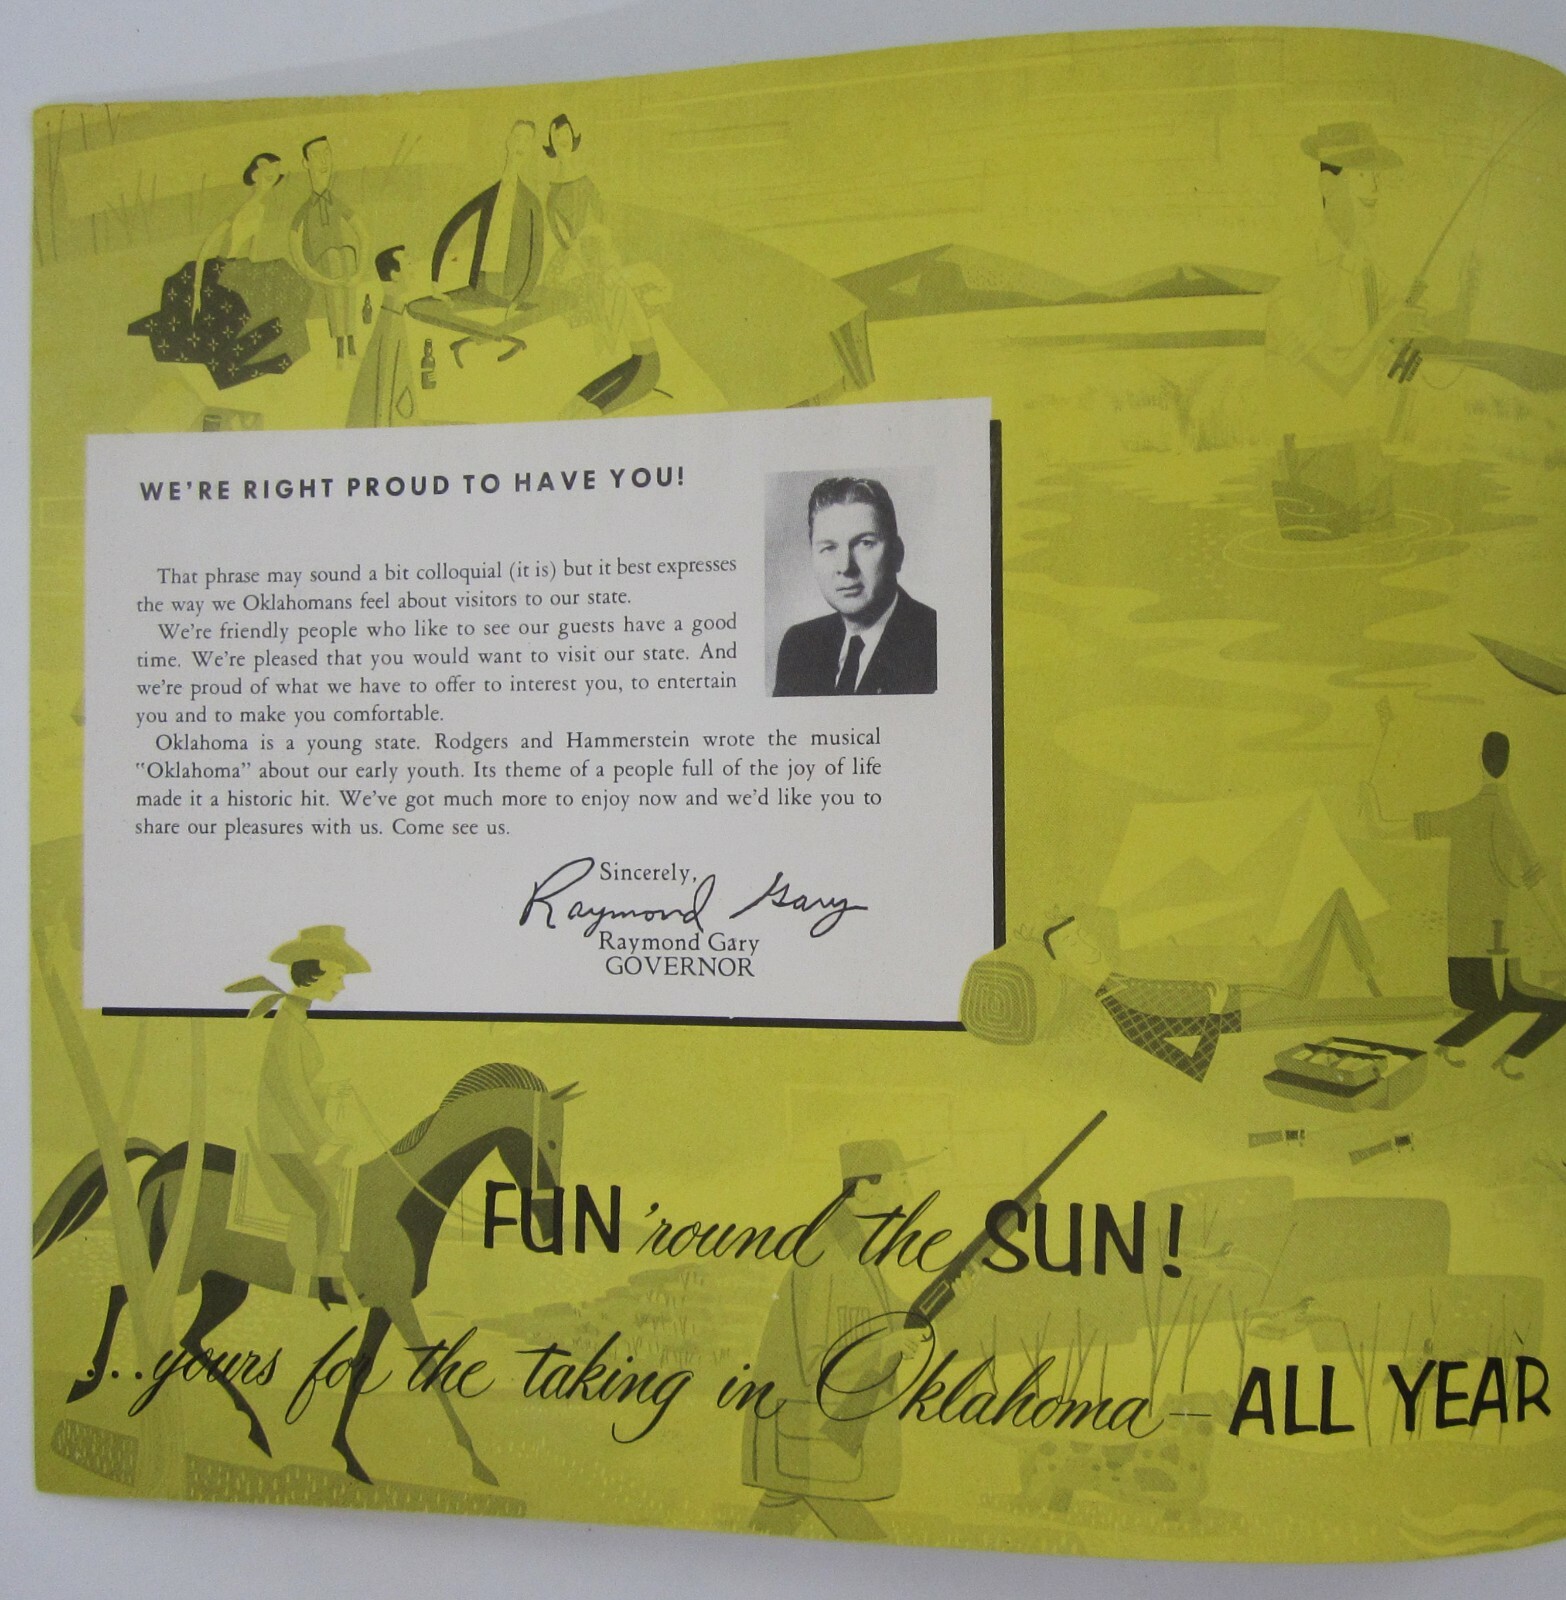 WE'RE RIGHT PROUD TO HAVE YOU!
That phrase may sound a bit colloquial (it is) but it best expresses
the way we Oklahomans feel about visitors to our state.
We're friendly people who like to see our guests have a good
time. We're pleased that you would want to visit our state. And
we're proud of what we have to offer to interest you, to entertain
you and to make you comfortable.
Oklahoma is a young state. Rodgers and Hammerstein wrote the musical
"Oklahoma" about our early youth. Its theme of a people full of the joy of life
made it a historic hit. We've got much more to enjoy now and we'd like you to
share our pleasures with us. Come see us.
Sincerely,
Raymond Gary
Raymond Gary
GOVERNOR
FUN 'round the SUN!
...yours for the taking in Oklahoma — ALL YEAR